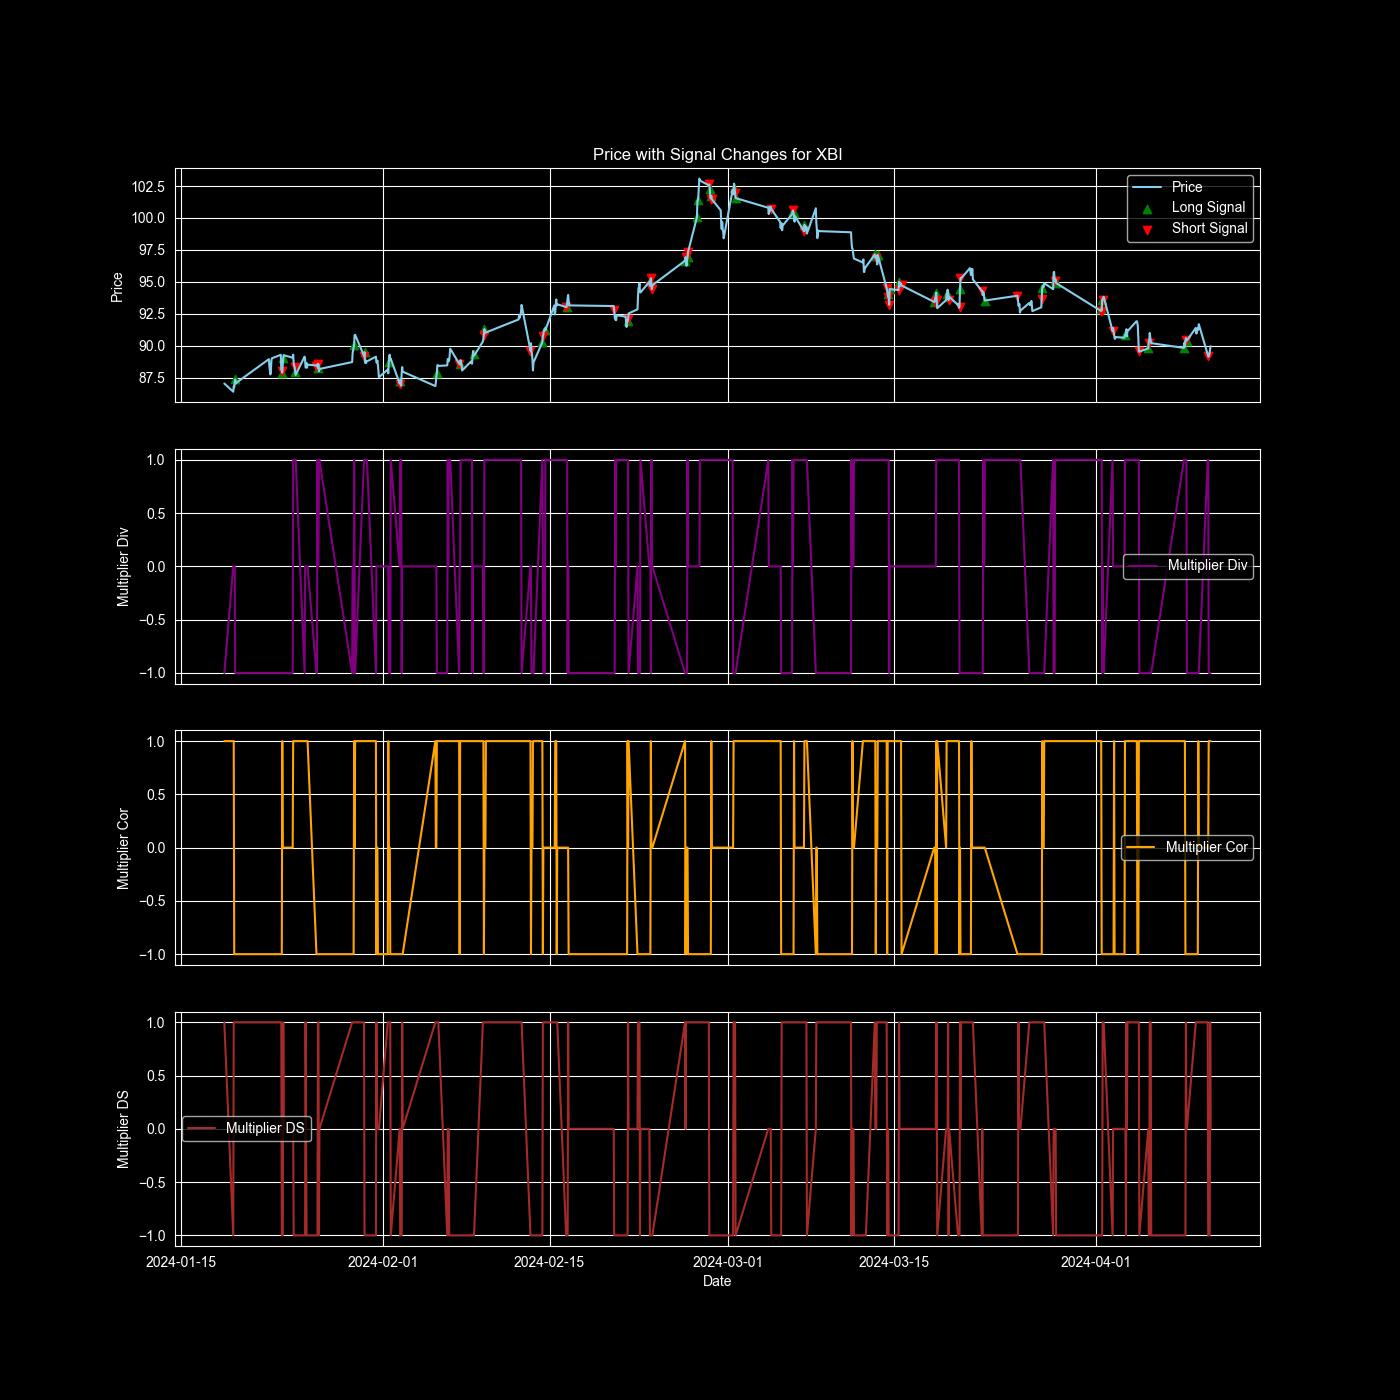 Price with Signal Changes for XBI
102.5
100.0
97.5
95.0
92.5
90.0
87.5
Price
Price
Long Signal
Short Signal
1.0
0.5
0.0
−0.5
−1.0
Multiplier Div
Multiplier Div
1.0
0.5
0.0
−0.5
−1.0
Multiplier Cor
Multiplier Cor
1.0
0.5
0.0
−0.5
−1.0
Multiplier DS
Multiplier DS
2024-01-15 2024-02-01 2024-02-15 2024-03-01 2024-03-15 2024-04-01
Date